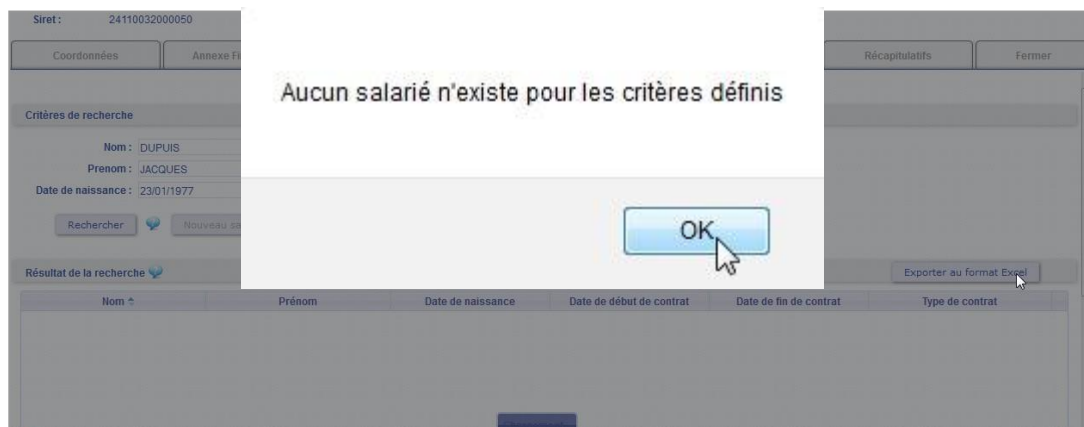 Siret : 24110032000050
Coordonnées Annexe Récapitulatifs Fermer
Aucun salarié n'existe pour les critères définis
Critères de recherche
Nom : DUPUIS
Prenom : JACQUES
Date de naissance : 23/01/1977
Rechercher Nouveau
OK
Résultat de la recherche Exporter au format Excel
Nom Prénom Date de naissance Date de début de contrat Date de fin de contrat Type de contrat